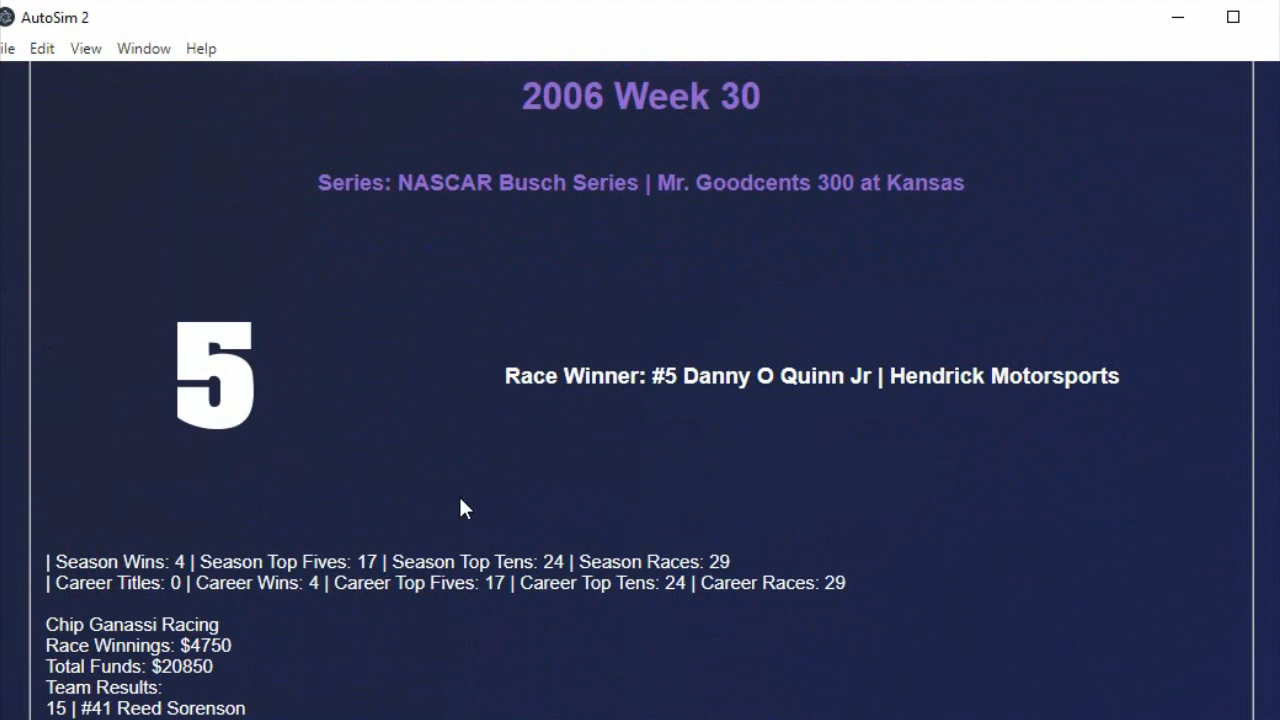 AutoSim 2
ile Edit View Window Help
2006 Week 30
Series: NASCAR Busch Series | Mr. Goodcents 300 at Kansas
5
Race Winner: #5 Danny O Quinn Jr | Hendrick Motorsports
| Season Wins: 4 | Season Top Fives: 17 | Season Top Tens: 24 | Season Races: 29
| Career Titles: 0 | Career Wins: 4 | Career Top Fives: 17 | Career Top Tens: 24 | Career Races: 29
Chip Ganassi Racing
Race Winnings: $4750
Total Funds: $20850
Team Results:
15 | #41 Reed Sorenson